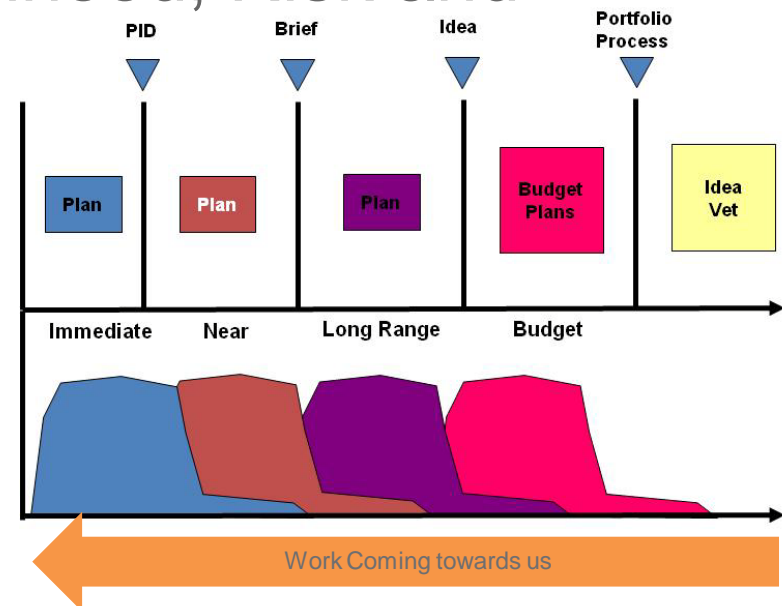 PID
Brief
Idea
Portfolio
Process
Plan
Plan
Plan
Budget
Plans
Idea
Vet
Immediate
Near
Long Range
Budget
Work Coming towards us